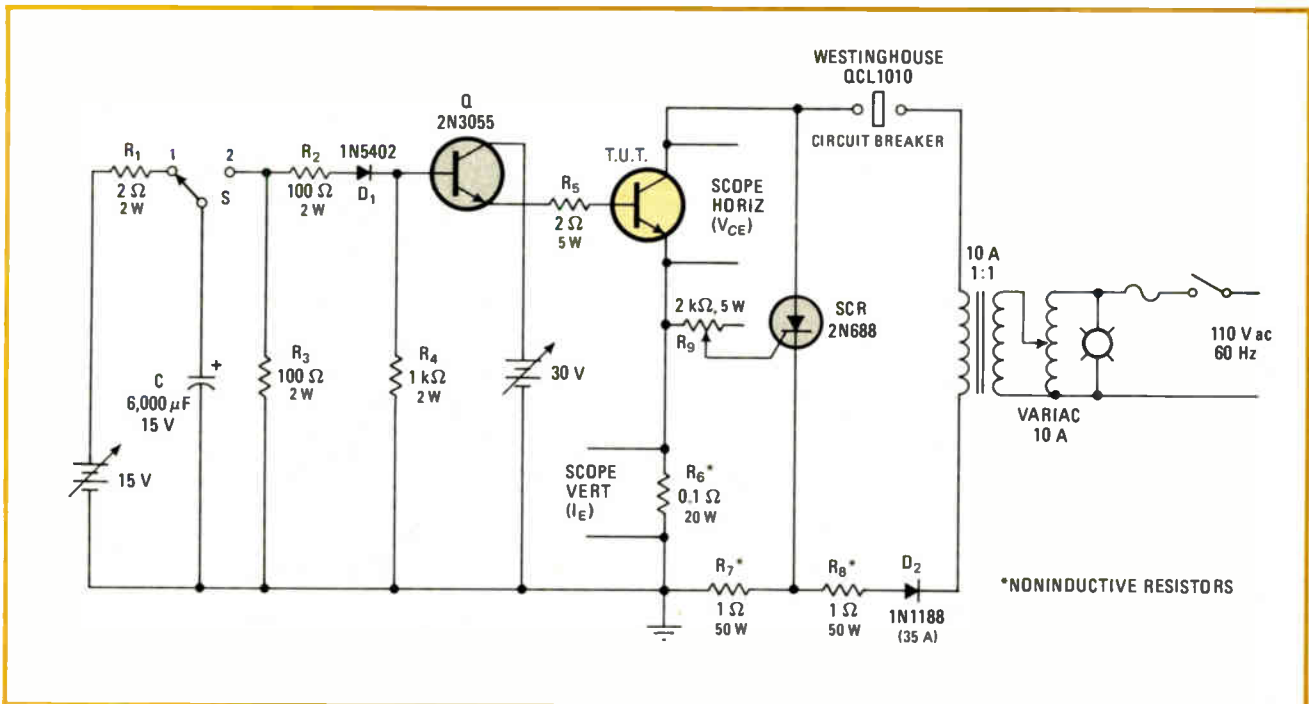 WESTINGHOUSE
QCL1010
CIRCUIT BREAKER
Q
2N3055
R1
2 Ω
2 W
1
2
S
R2
100 Ω
2 W
1N5402
D1
R5
2 Ω
5 W
T.U.T.
SCOPE
HORIZ
(VCE)
10 A
1:1
2 kΩ, 5 W
R9
SCR
2N688
110 V ac
60 Hz
VARIAC
10 A
C
6,000 μF
15 V
+
R3
100 Ω
2 W
R4
1 kΩ
2 W
30 V
15 V
SCOPE
VERT
(IE)
R6*
0.1 Ω
20 W
R7*
1 Ω
50 W
R8*
1 Ω
50 W
D2
1N1188
(35 A)
*NONINDUCTIVE RESISTORS